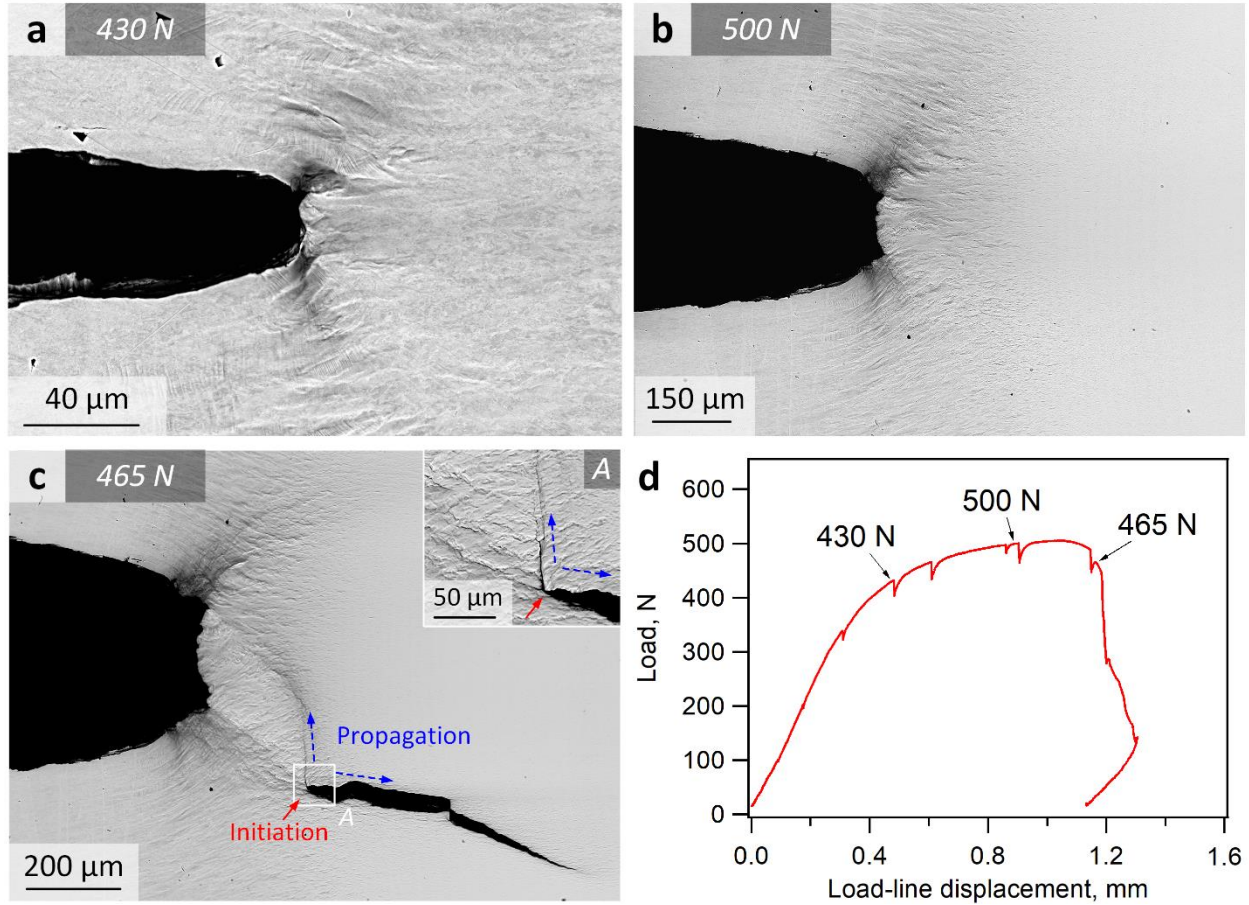 a 430 N
40 µm
b 500 N
150 µm
c 465 N
A
50 µm
Propagation
A
Initiation
200 µm
d
600
500
400
300
200
100
0
430 N
500 N
465 N
Load, N
0.0 0.4 0.8 1.2 1.6
Load-line displacement, mm